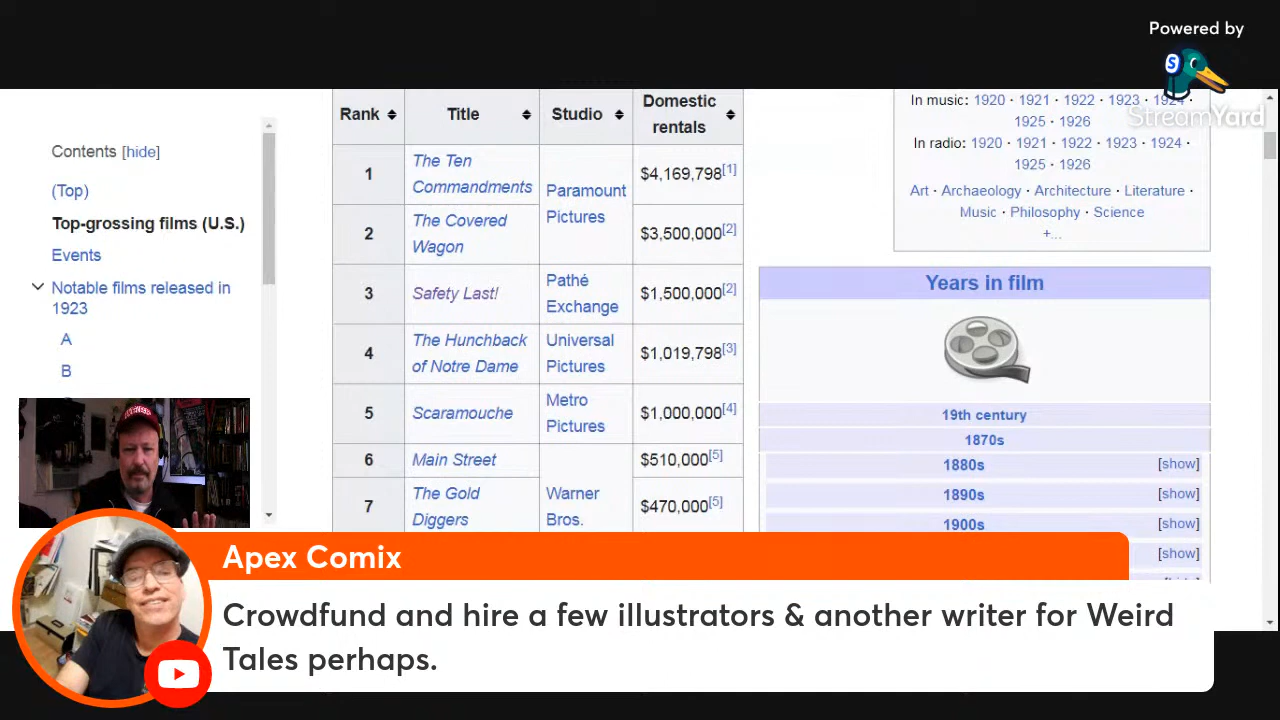 Powered by
StreamYard
Contents [hide]
(Top)
Top-grossing films (U.S.)
Events
Notable films released in
1923
A
B
Rank
Title
Studio
Domestic
rentals
1
The Ten
Commandments
Paramount
Pictures
$4,169,798[1]
2
The Covered
Wagon
$3,500,000[2]
3
Safety Last!
Pathé
Exchange
$1,500,000[2]
4
The Hunchback
of Notre Dame
Universal
Pictures
$1,019,798[3]
5
Scaramouche
Metro
Pictures
$1,000,000[4]
6
Main Street
$510,000[5]
7
The Gold
Diggers
Warner
Bros.
$470,000[5]
In music: 1920 · 1921 · 1922 · 1923 · 1924 ·
1925 · 1926
In radio: 1920 · 1921 · 1922 · 1923 · 1924 ·
1925 · 1926
Art · Archaeology · Architecture · Literature ·
Music · Philosophy · Science
+...
Years in film
19th century
1870s
1880s [show]
1890s [show]
1900s [show]
[show]
Apex Comix
Crowdfund and hire a few illustrators & another writer for Weird
Tales perhaps.